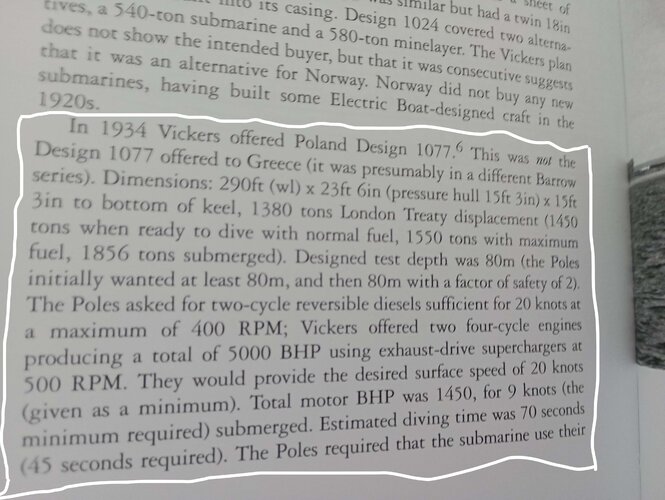 sheet of
was similar but had a twin 18in
into its casing. Design 1024 covered two alterna-
tives, a 540-ton submarine and a 580-ton minelayer. The Vickers plan
does not show the intended buyer, but that it was consecutive suggests
that it was an alternative for Norway. Norway did not buy any new
submarines, having built some Electric Boat-designed craft in the
1920s.
In 1934 Vickers offered Poland Design 1077.6 This was not the
Design 1077 offered to Greece (it was presumably in a different Barrow
series). Dimensions: 290ft (wl) x 23ft 6in (pressure hull 15ft 3in) x 15ft
3in to bottom of keel, 1380 tons London Treaty displacement (1450
tons when ready to dive with normal fuel, 1550 tons with maximum
fuel, 1856 tons submerged). Designed test depth was 80m (the Poles
initially wanted at least 80m, and then 80m with a factor of safety of 2).
The Poles asked for two-cycle reversible diesels sufficient for 20 knots at
a maximum of 400 RPM; Vickers offered two four-cycle engines
producing a total of 5000 BHP using exhaust-drive superchargers at
500 RPM. They would provide the desired surface speed of 20 knots
(given as a minimum). Total motor BHP was 1450, for 9 knots (the
minimum required) submerged. Estimated diving time was 70 seconds
(45 seconds required). The Poles required that the submarine use their